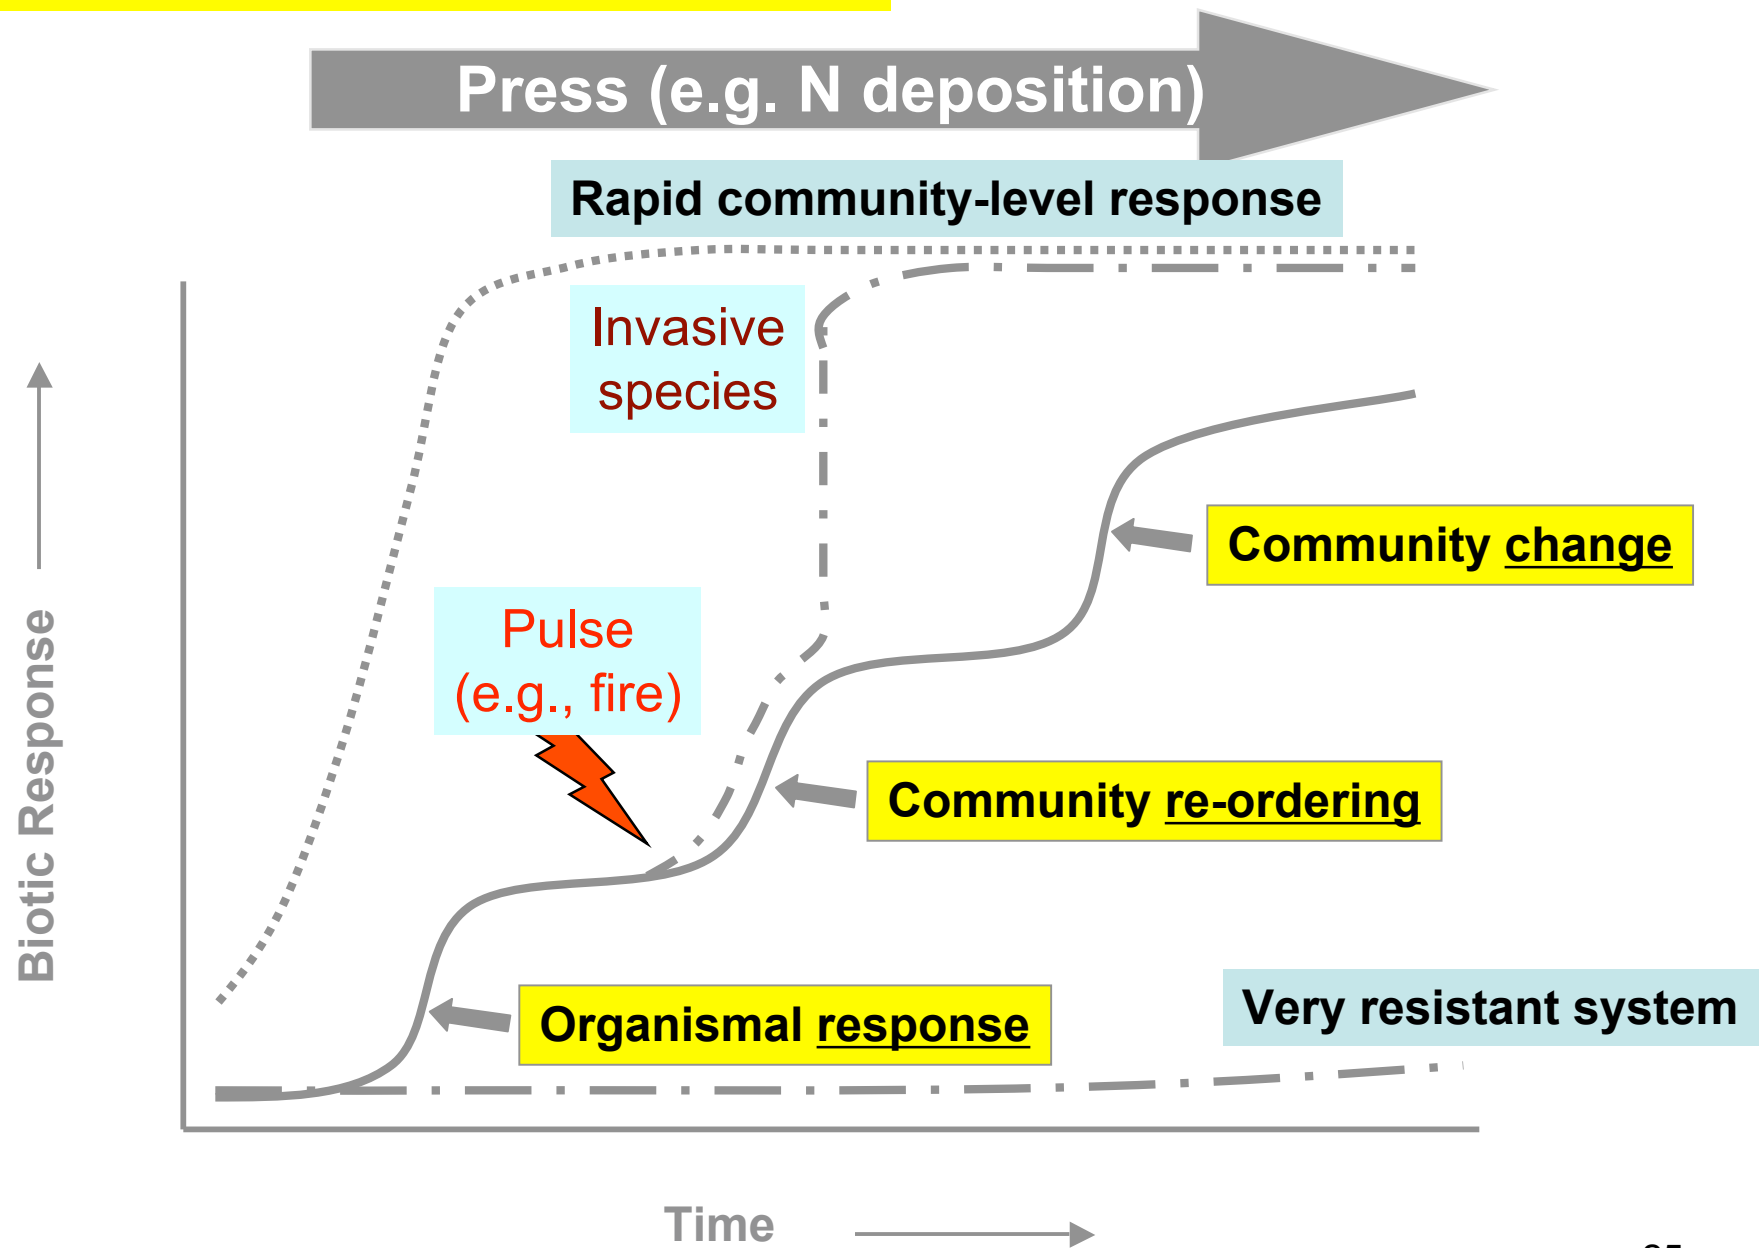 Press (e.g. N deposition)
Rapid community-level response
Invasive
species
Community change
Pulse
(e.g., fire)
Community re-ordering
Biotic Response
Very resistant system
Organismal response
Time